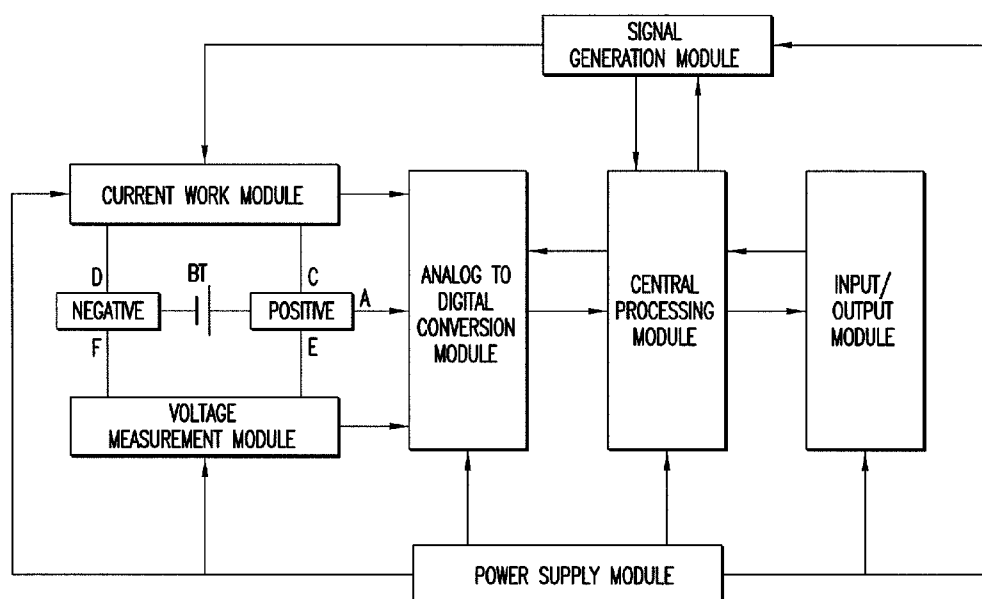 SIGNAL
GENERATION MODULE
CURRENT WORK MODULE
D
BT
C
NEGATIVE
POSITIVE
A
F
E
VOLTAGE
MEASUREMENT MODULE
ANALOG TO
DIGITAL
CONVERSION
MODULE
CENTRAL
PROCESSING
MODULE
INPUT/
OUTPUT
MODULE
POWER SUPPLY MODULE